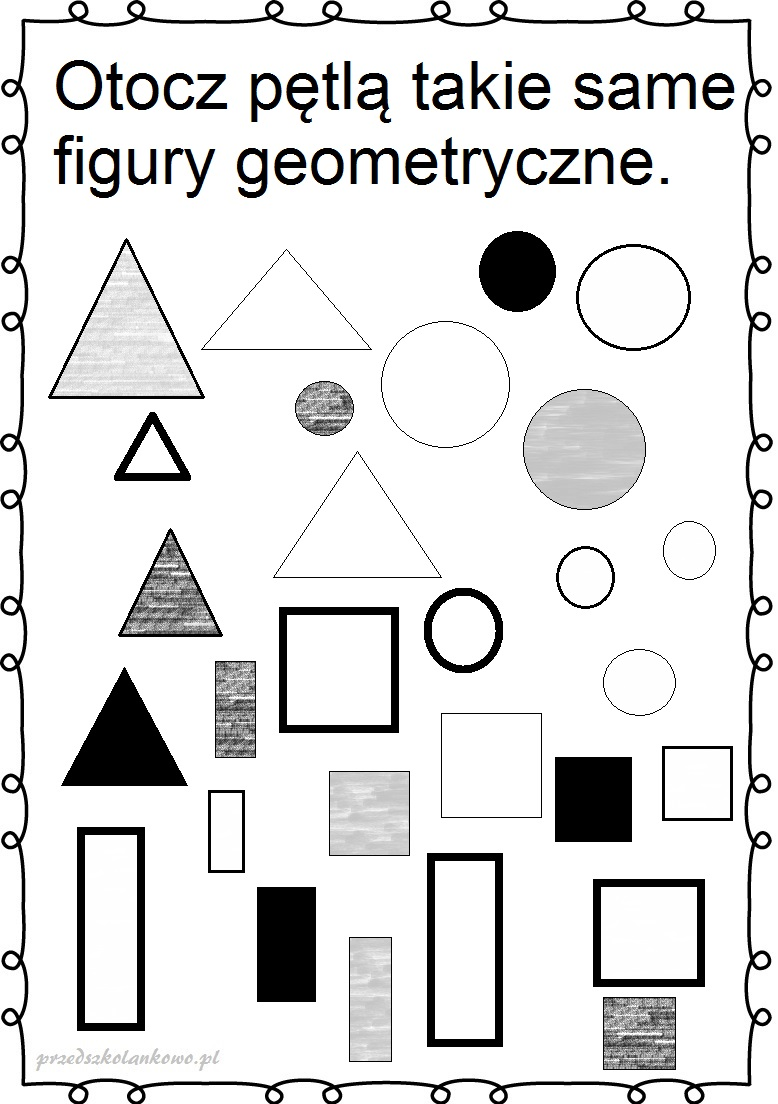 Otocz pętlą takie same
figury geometryczne.
przedszkolankowo.pl